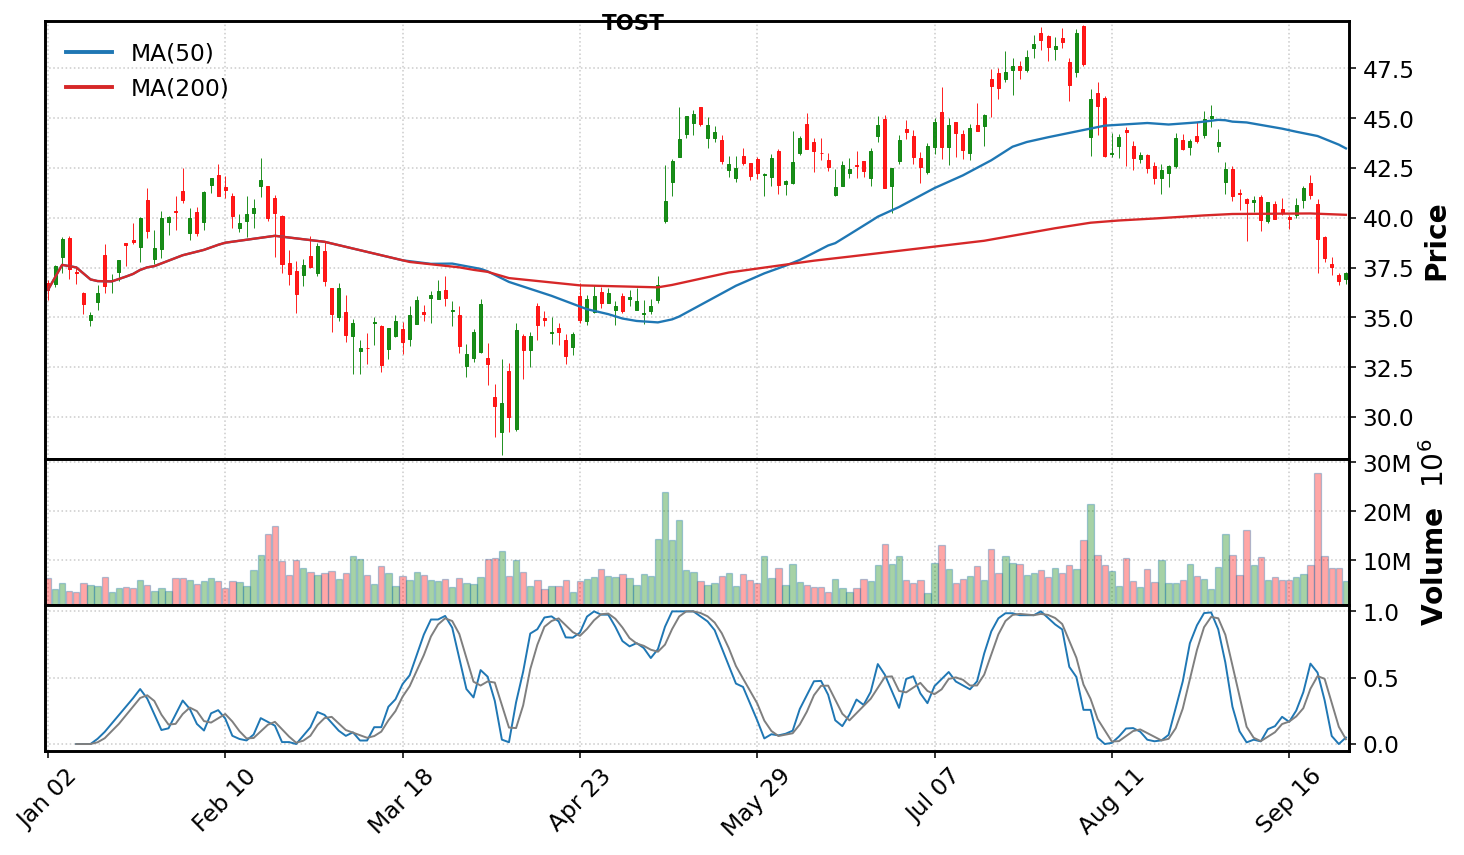 TOST
MA(50)
MA(200)
47.5
45.0
42.5
40.0
37.5
35.0
32.5
30.0
Price
30M
20M
10M
Volume 10^6
1.0
0.5
0.0
Jan 02
Feb 10
Mar 18
Apr 23
May 29
Jul 07
Aug 11
Sep 16